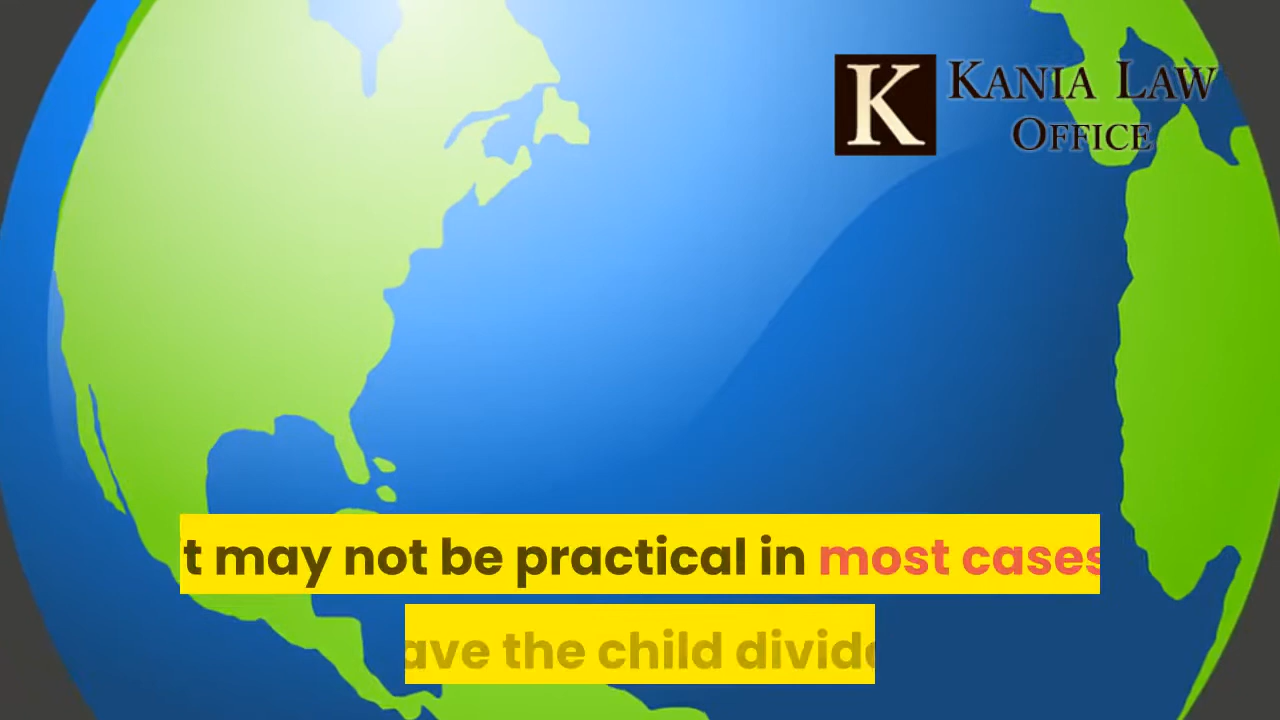 K
KANIA LAW
OFFICE
t may not be practical in most cases
ave the child divid